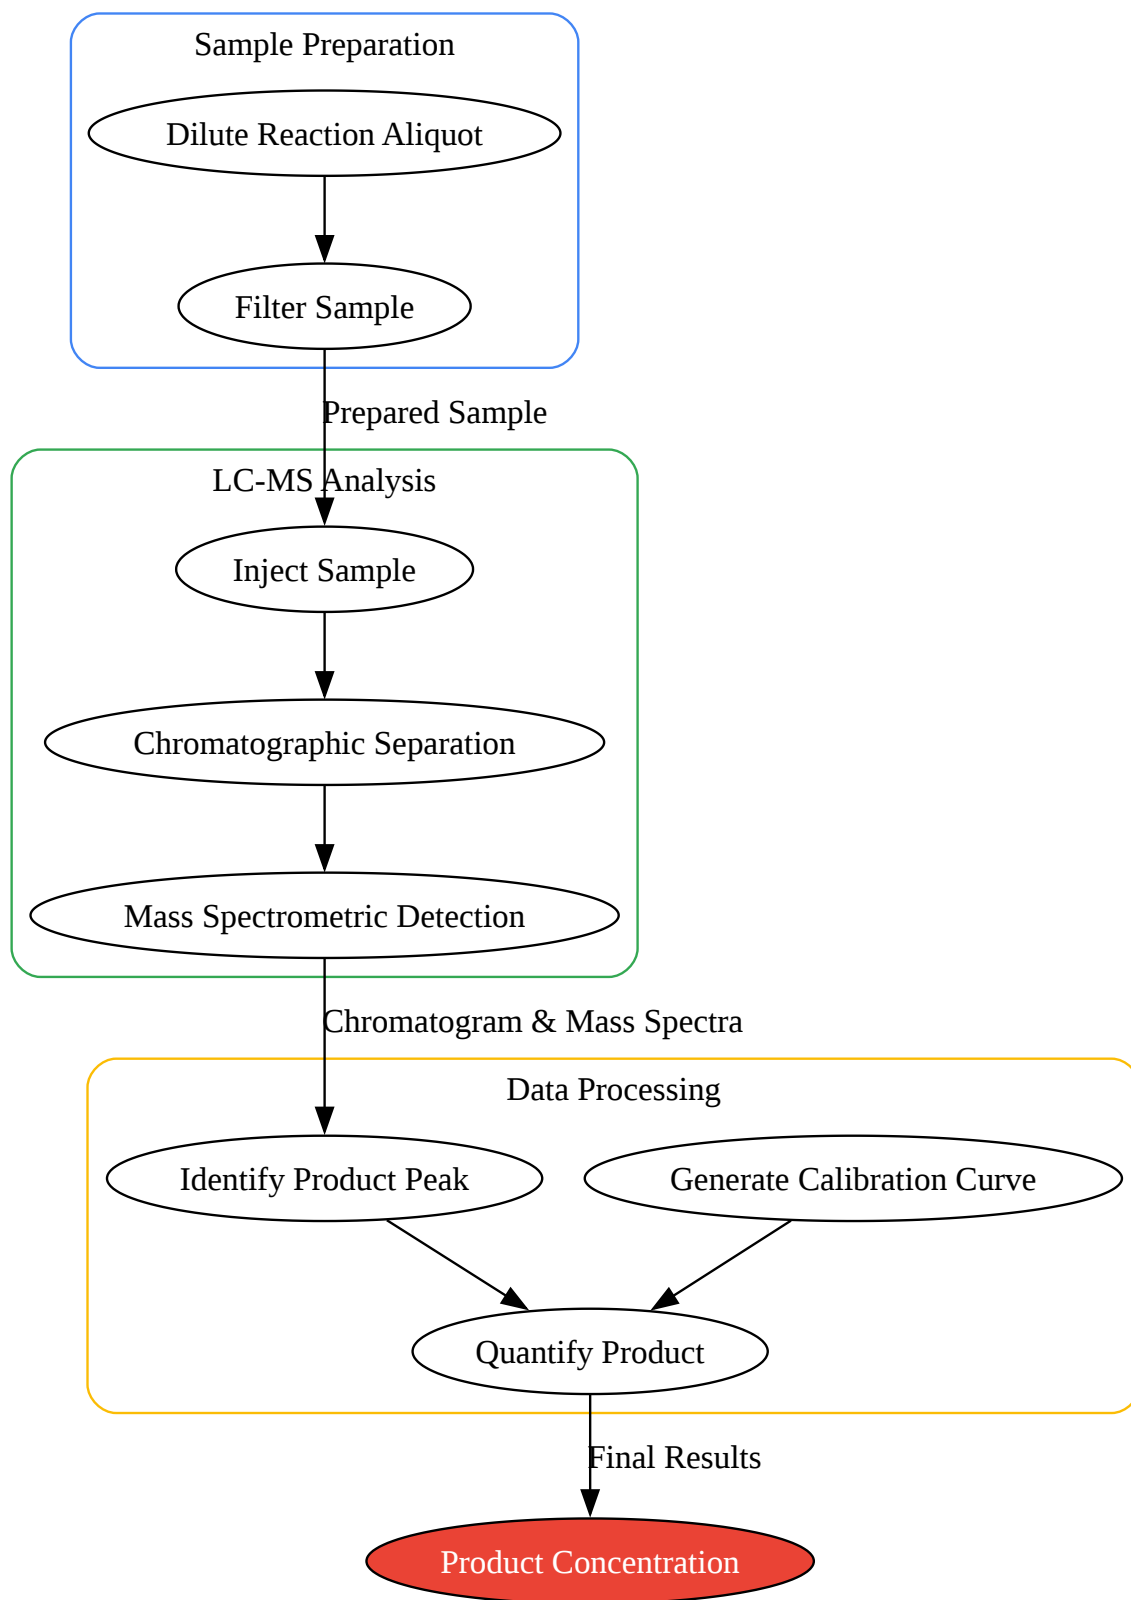 Sample Preparation
Dilute Reaction Aliquot
Filter Sample
Prepared Sample
LC-MS Analysis
Inject Sample
Chromatographic Separation
Mass Spectrometric Detection
Chromatogram & Mass Spectra
Data Processing
Identify Product Peak
Generate Calibration Curve
Quantify Product
Final Results
Product Concentration